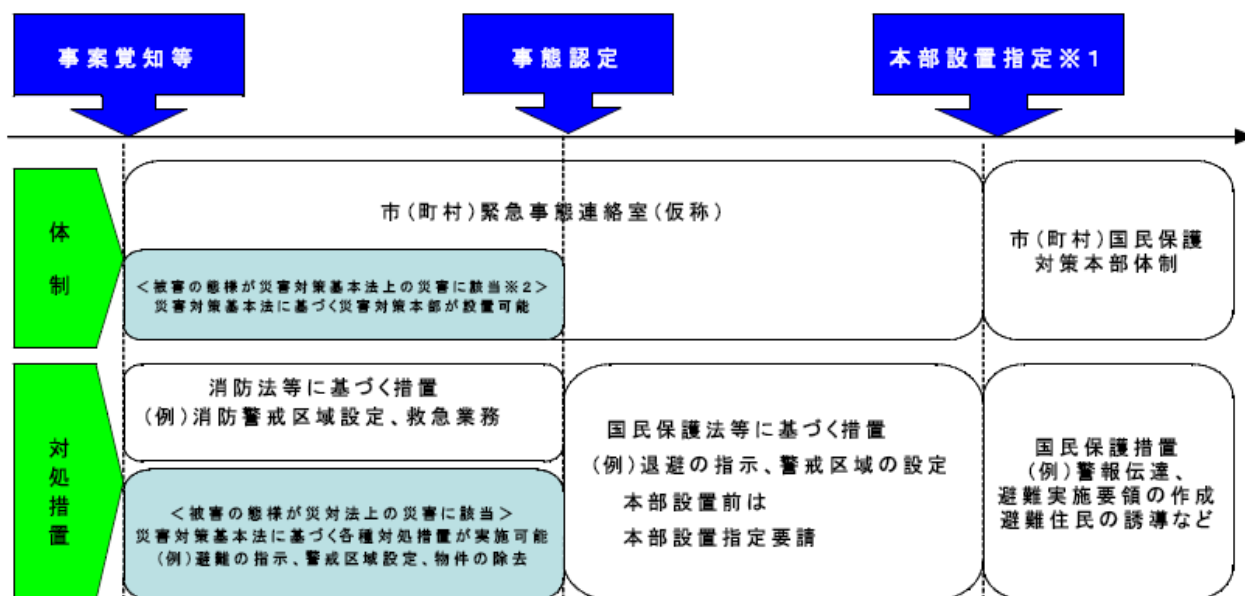 事案覚知等
事態認定
本部設置指定※1
体制
市(町村)緊急事態連絡室(仮称)
<被害の態様が災害対策基本法上の災害に該当※2>
災害対策基本法に基づく災害対策本部が設置可能
市(町村)国民保護
対策本部体制
対処措置
消防法等に基づく措置
(例)消防警戒区域設定、救急業務
<被害の態様が災対法上の災害に該当>
災害対策基本法に基づく各種対処措置が実施可能
(例)避難の指示、警戒区域設定、物件の除去
国民保護法等に基づく措置
(例)退避の指示、警戒区域の設定
本部設置前は
本部設置指定要請
国民保護措置
(例)警報伝達、
避難実施要領の作成
避難住民の誘導など